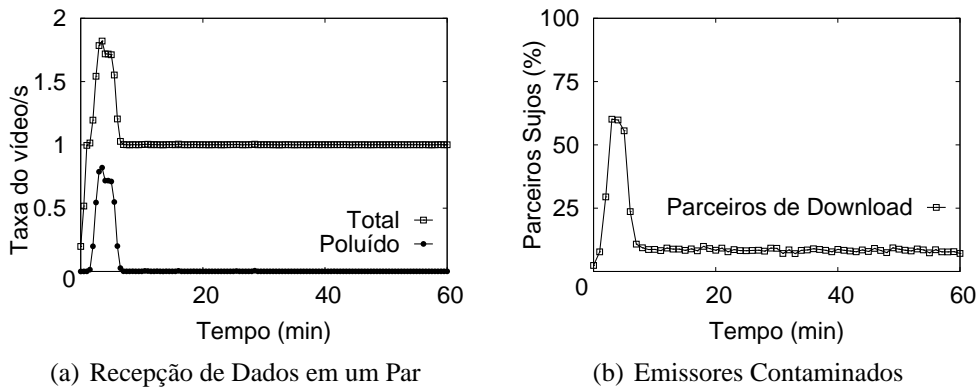 2
1.5
1
0.5
0
Taxa do vídeo/s
Total
Poluído
20
40
60
Tempo (min)
(a) Recepção de Dados em um Par
100
75
50
25
0
Parceiros Sujos (%)
Parceiros de Download
20
40
60
Tempo (min)
(b) Emissores Contaminados